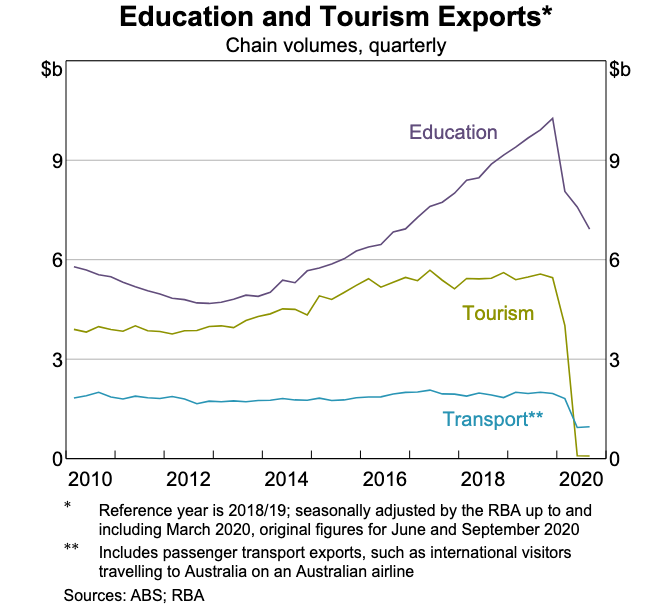 Education and Tourism Exports*
Chain volumes, quarterly
$b $b
Education
9 9
6 6
Tourism
3 3
Transport**
0 0
2010 2012 2014 2016 2018 2020
* Reference year is 2018/19; seasonally adjusted by the RBA up to and
including March 2020, original figures for June and September 2020
** Includes passenger transport exports, such as international visitors
travelling to Australia on an Australian airline
Sources: ABS; RBA